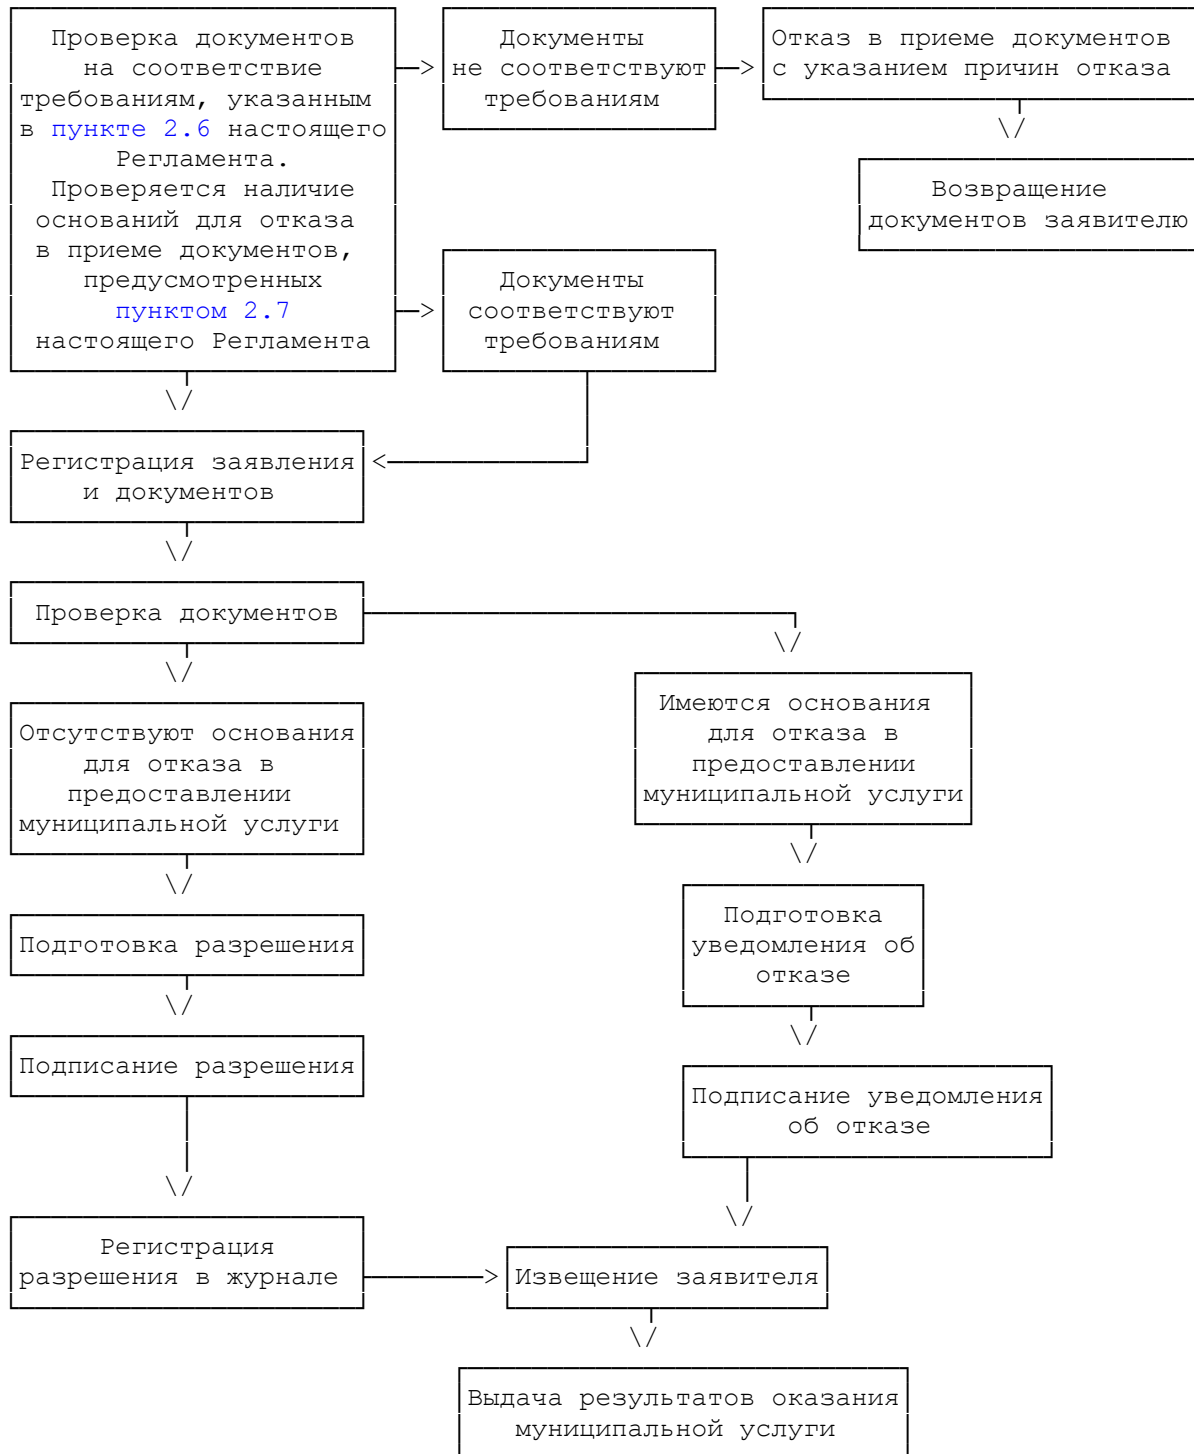 Проверка документов
на соответствие
требованиям, указанным
в пункте 2.6 настоящего
Регламента.
Проверяется наличие
оснований для отказа
в приеме документов,
предусмотренных
пунктом 2.7
настоящего Регламента
Документы
не соответствуют
требованиям
Отказ в приеме документов
с указанием причин отказа
Возвращение
документов заявителю
Документы
соответствуют
требованиям
Регистрация заявления
и документов
Проверка документов
Отсутствуют основания
для отказа в
предоставлении
муниципальной услуги
Имеются основания
для отказа в
предоставлении
муниципальной услуги
Подготовка разрешения
Подготовка
уведомления об
отказе
Подписание разрешения
Подписание уведомления
об отказе
Регистрация
разрешения в журнале
Извещение заявителя
Выдача результатов оказания
муниципальной услуги